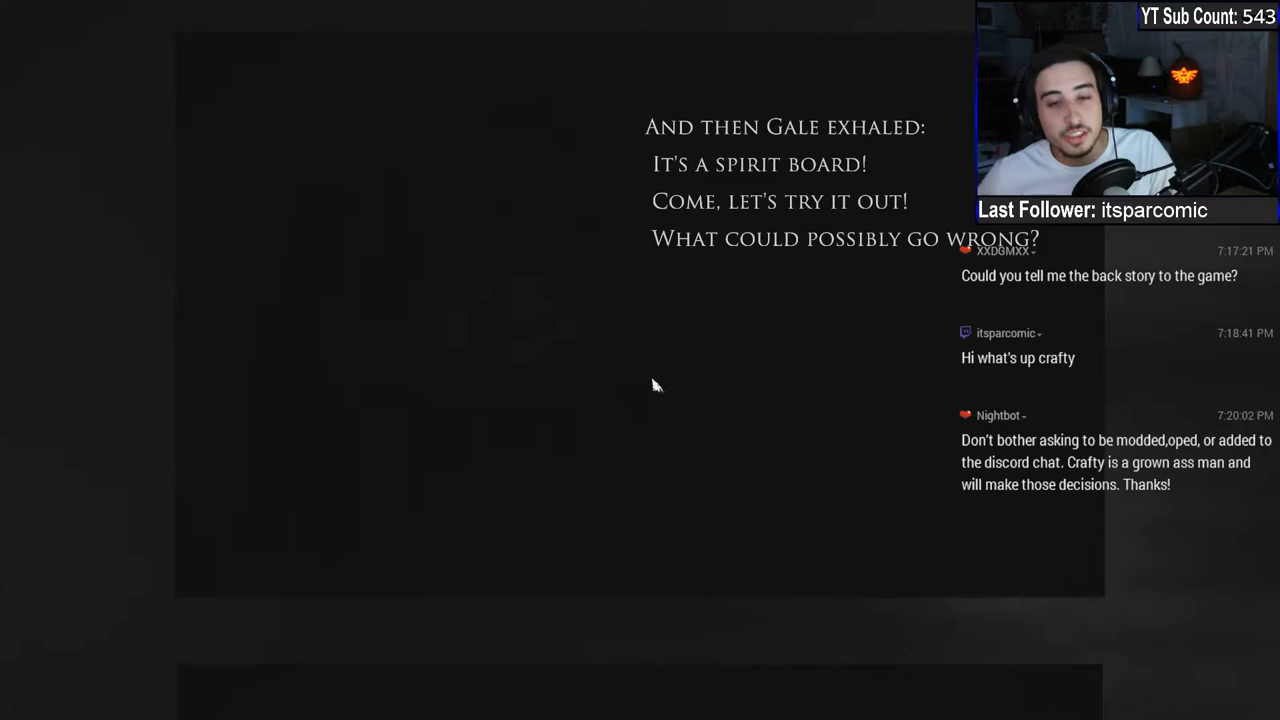 YT Sub Count: 543
And then Gale exhaled:
It's a spirit board!
Come, let's try it out!
What could possibly go wrong?
Last Follower: itsparcomic
XXDGMXX 7:17:21 PM
Could you tell me the back story to the game?
itsparcomic 7:18:41 PM
Hi what's up crafty
Nightbot 7:20:02 PM
Don't bother asking to be modded,oped, or added to
the discord chat. Crafty is a grown ass man and
will make those decisions. Thanks!